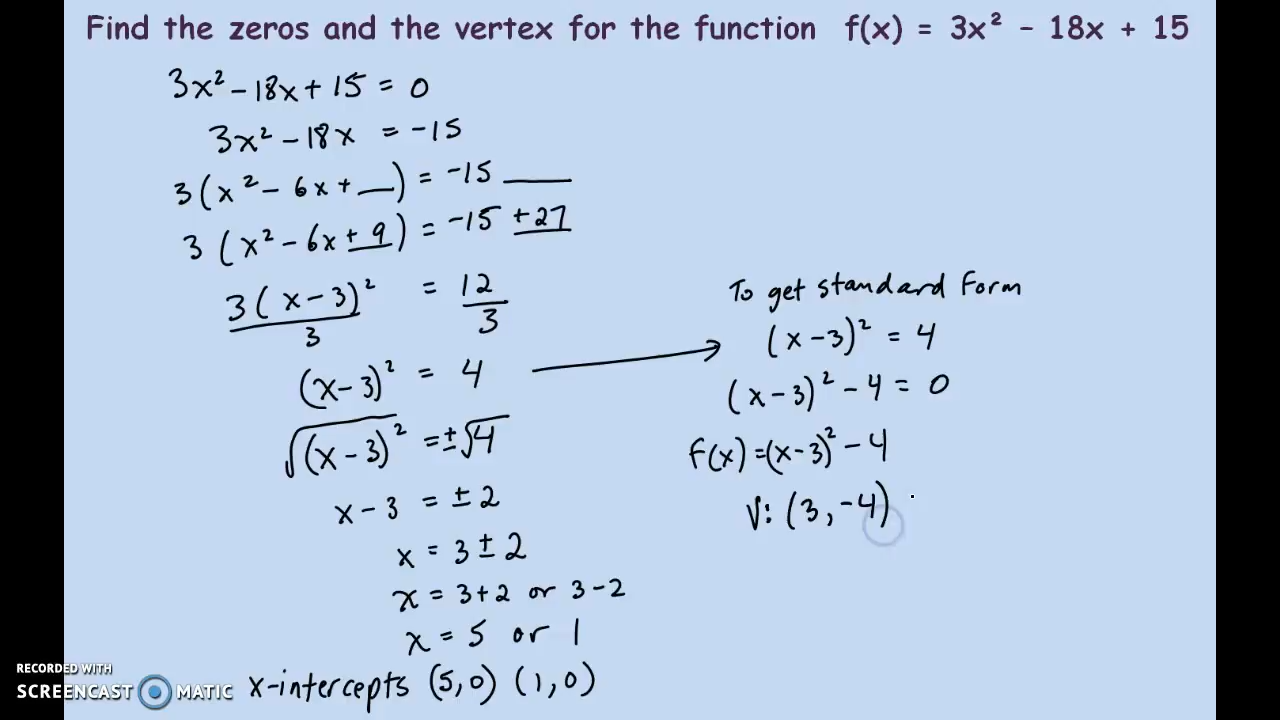 Find the zeros and the vertex for the function f(x) = 3x² - 18x + 15
3x² - 18x + 15 = 0
3x² - 18x = -15
3(x² - 6x + __) = -15 ____
3(x² - 6x + 9) = -15 + 27
3(x - 3)² / 3 = 12 / 3
(x - 3)² = 4
√(x - 3)² = ±√4
x - 3 = ± 2
x = 3 ± 2
x = 3 + 2 or 3 - 2
x = 5 or 1
x-intercepts (5, 0) (1, 0)
To get standard form
(x - 3)² = 4
(x - 3)² - 4 = 0
f(x) = (x - 3)² - 4
V: (3, -4)
RECORDED WITH
SCREENCAST MATIC